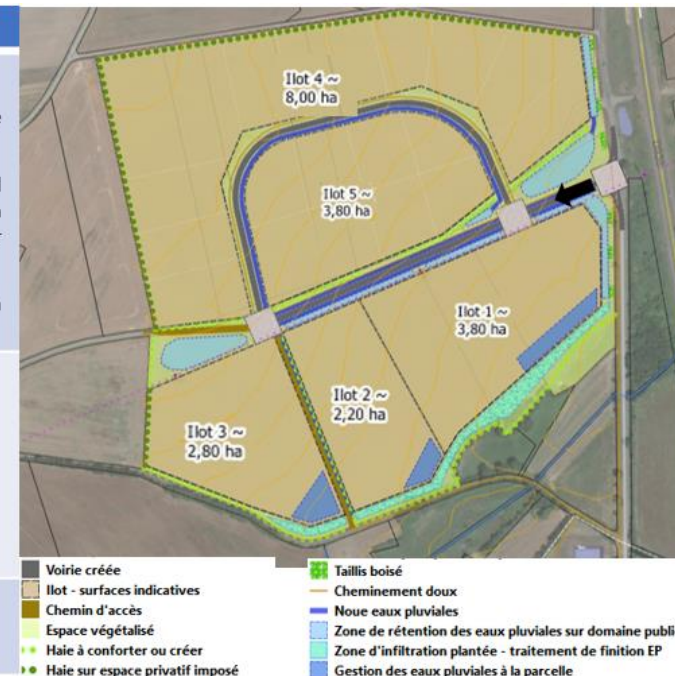 Ilot 4 ~
8,00 ha
Ilot 5 ~
3,80 ha
Ilot 1 ~
3,80 ha
Ilot 2 ~
2,20 ha
Ilot 3 ~
2,80 ha
Voirie créée
Ilot - surfaces indicatives
Chemin d'accès
Espace végétalisé
Haie à conforter ou créer
Haie sur espace privatif imposé
Taillis boisé
Cheminement doux
Noue eaux pluviales
Zone de rétention des eaux pluviales sur domaine public
Zone d'infiltration plantée - traitement de finition EP
Gestion des eaux pluviales à la parcelle